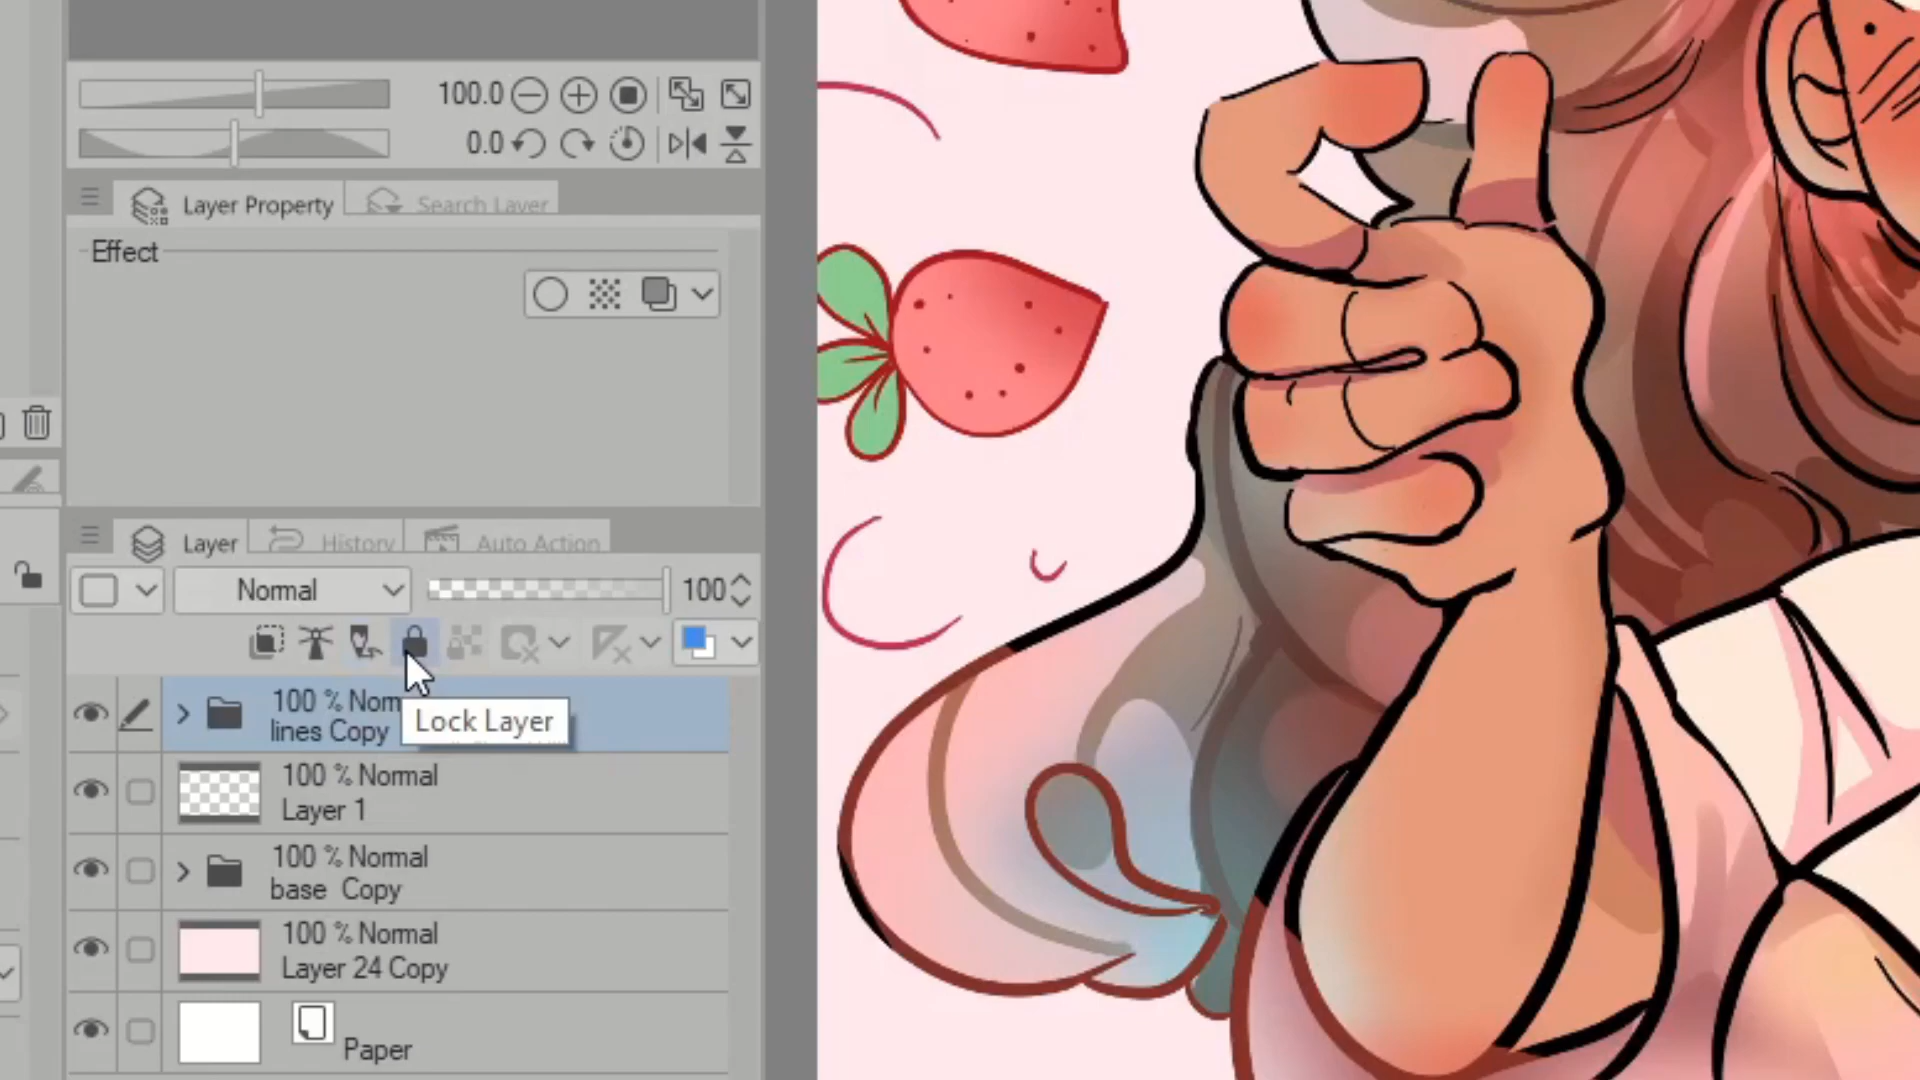 100.0
0.0
Layer Property
Search Layer
Effect
Layer
History
Auto Action
Normal
100
100 % Norm
lines Copy
Lock Layer
100 % Normal
Layer 1
100 % Normal
base Copy
100 % Normal
Layer 24 Copy
Paper